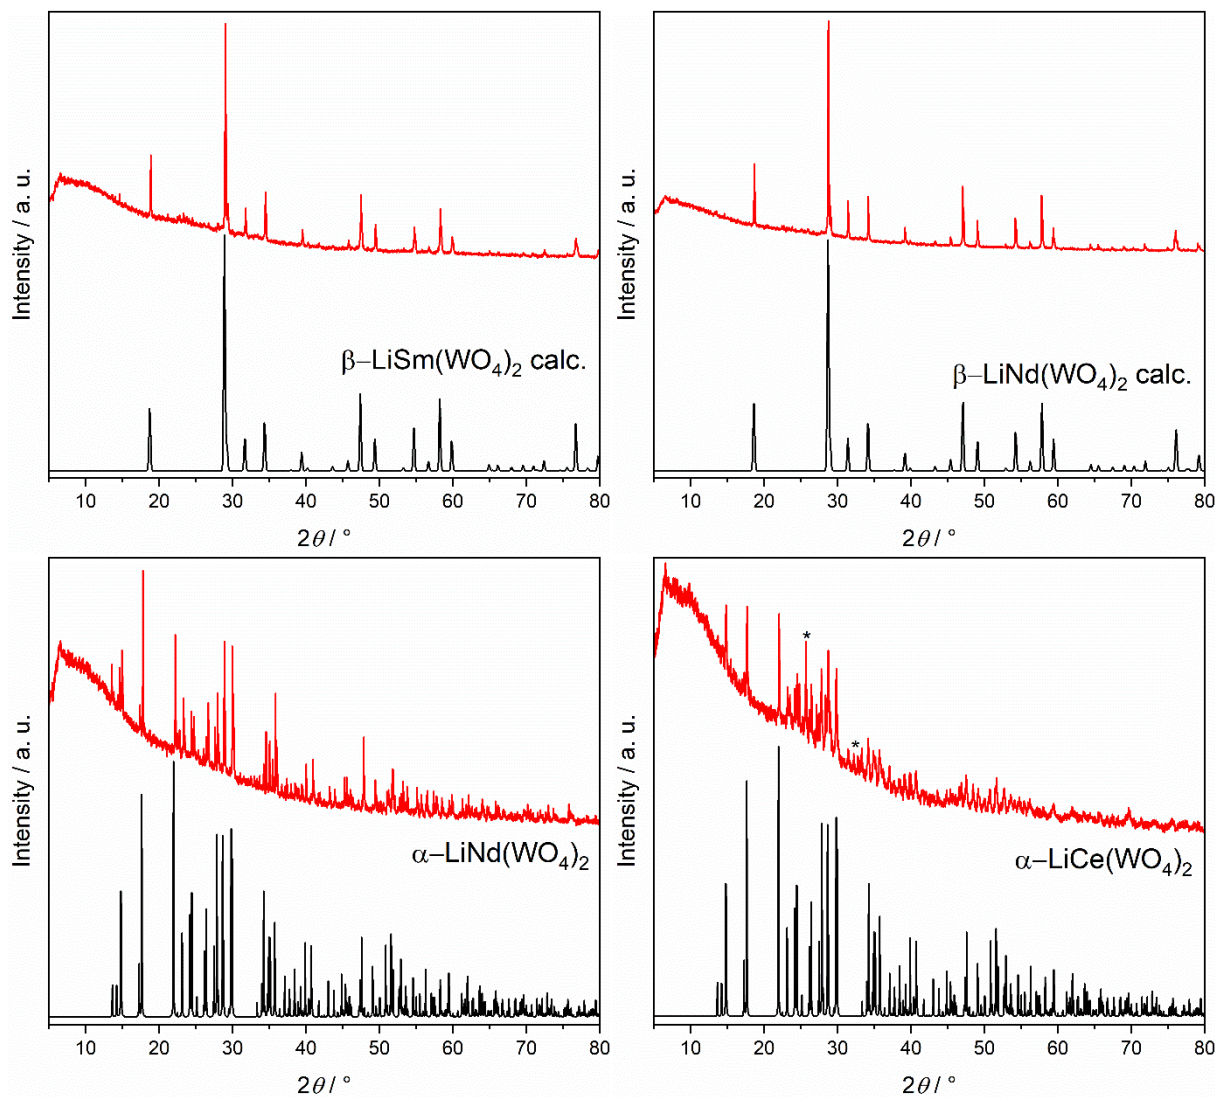 Intensity / a. u.
β–LiSm(WO₄)₂ calc.
10 20 30 40 50 60 70 80
2θ / °
Intensity / a. u.
β–LiNd(WO₄)₂ calc.
10 20 30 40 50 60 70 80
2θ / °
Intensity / a. u.
α–LiNd(WO₄)₂
10 20 30 40 50 60 70 80
2θ / °
Intensity / a. u.
*
*
α–LiCe(WO₄)₂
10 20 30 40 50 60 70 80
2θ / °